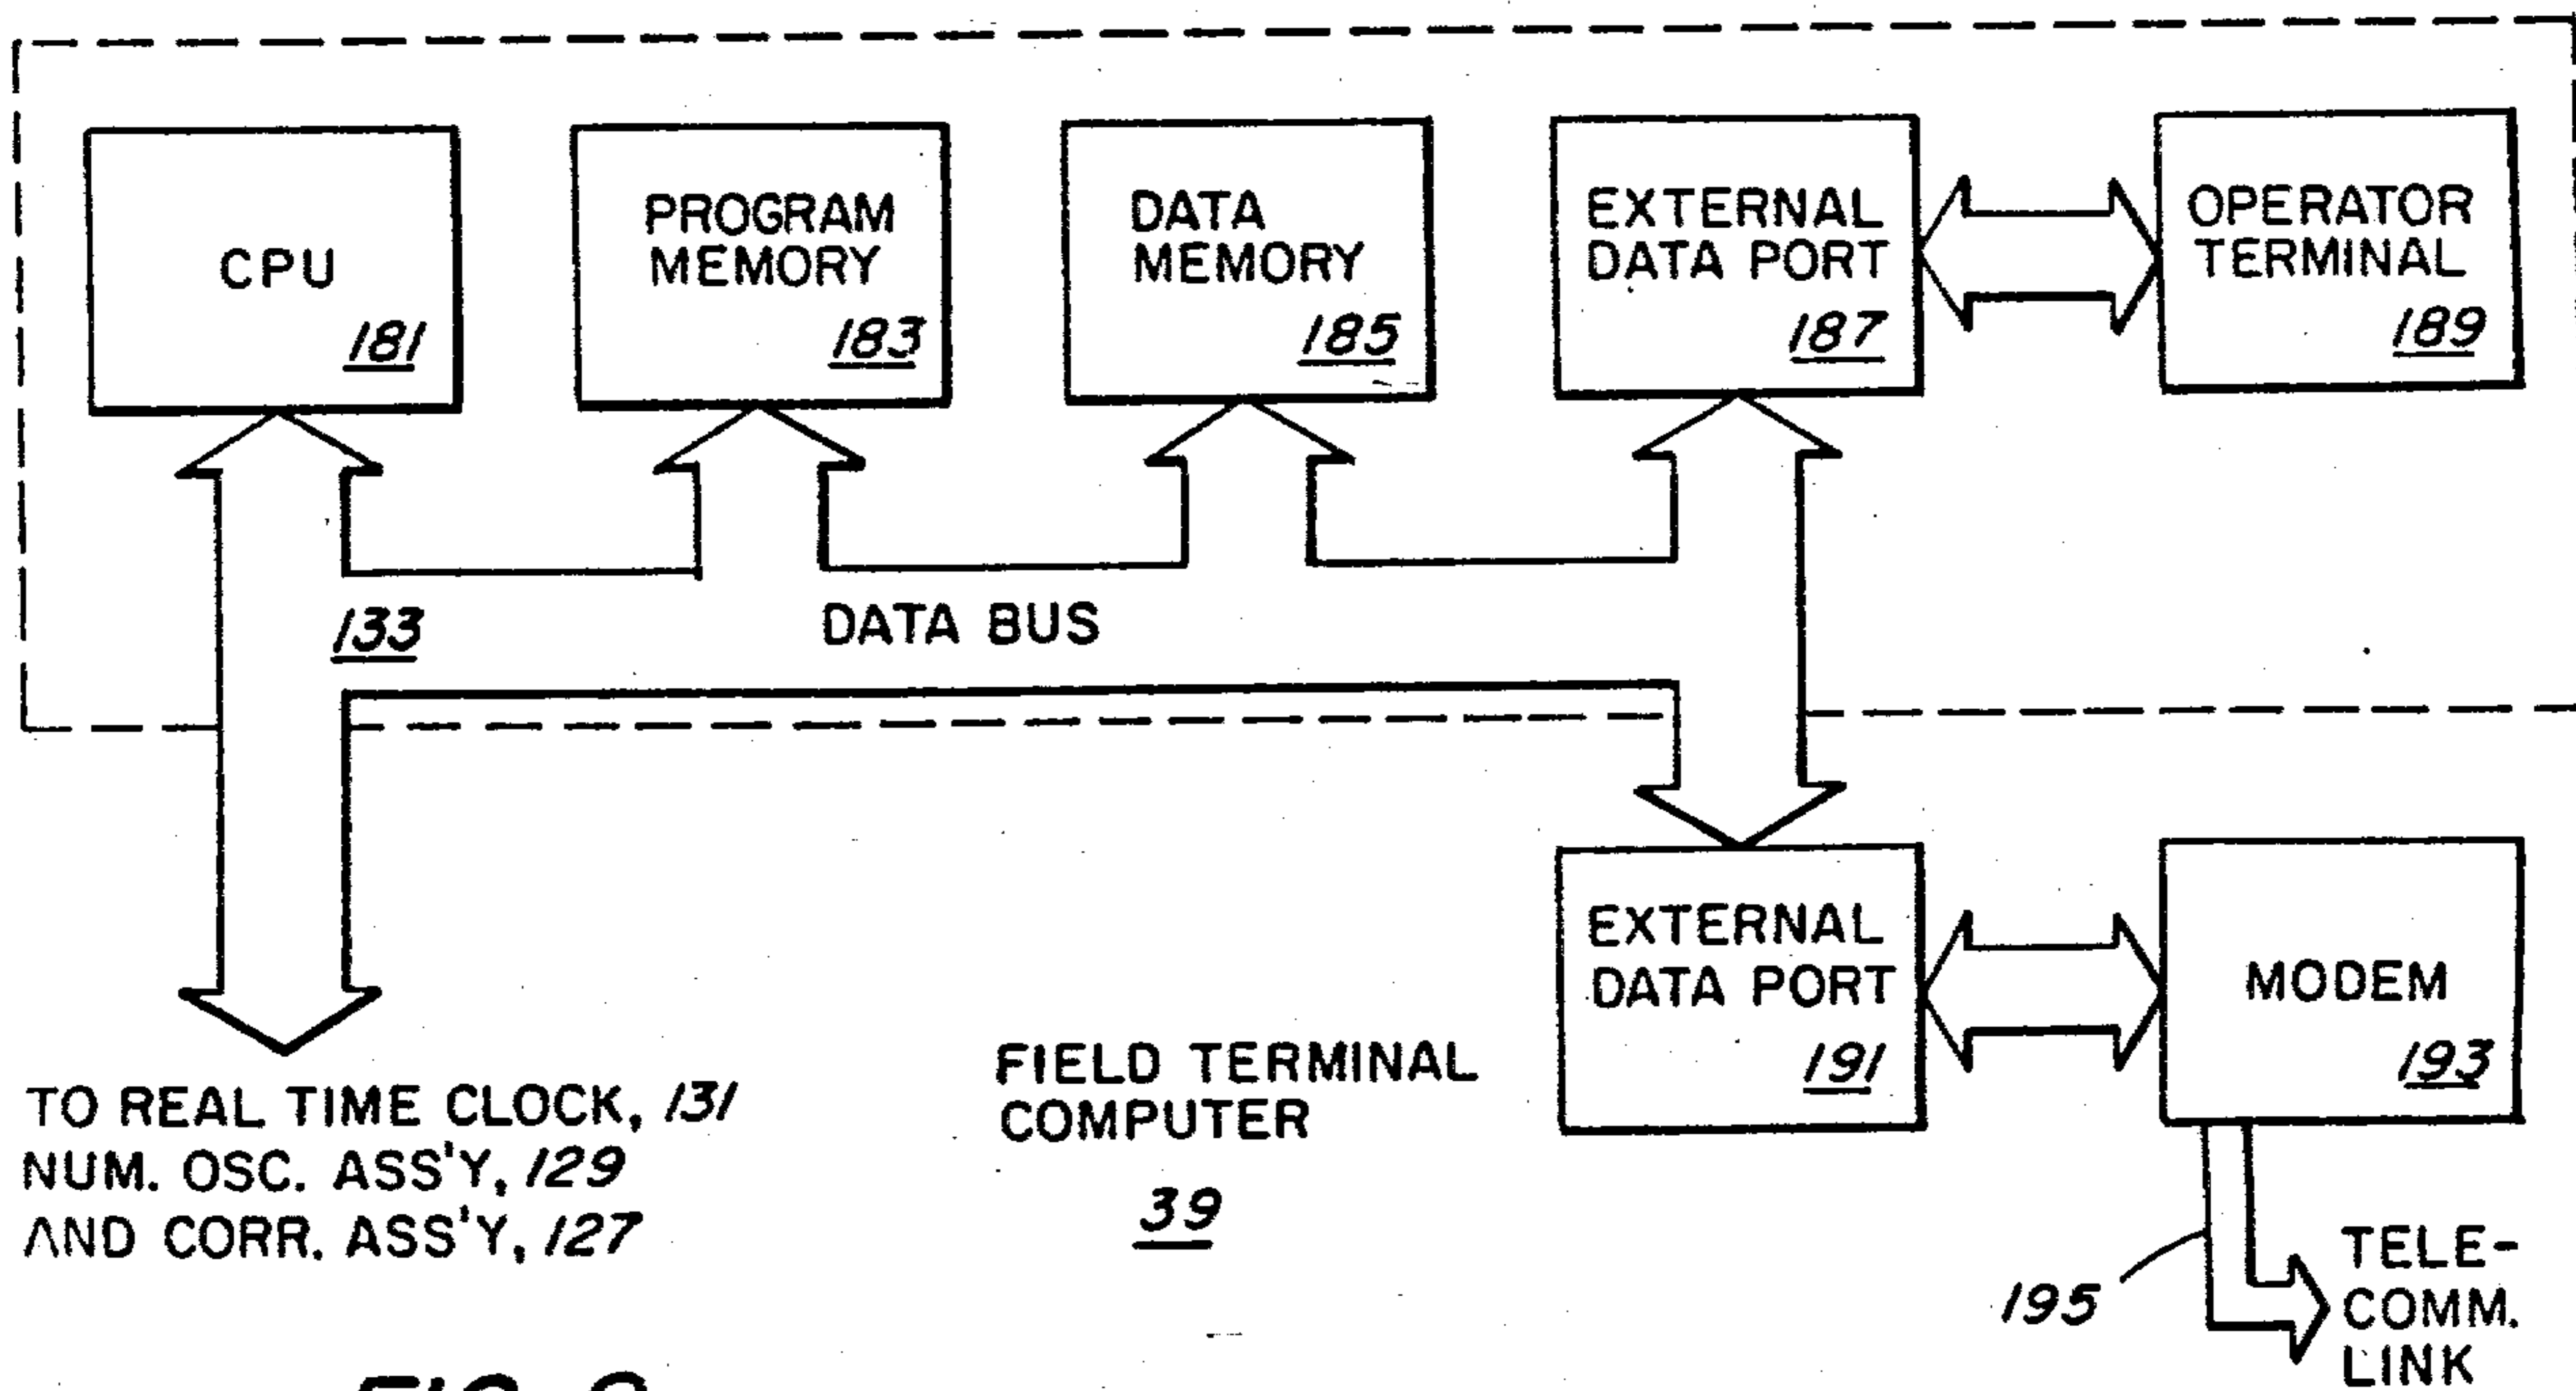 CPU
181
PROGRAM
MEMORY
183
DATA
MEMORY
185
EXTERNAL
DATA PORT
187
OPERATOR
TERMINAL
189
133
DATA BUS
EXTERNAL
DATA PORT
191
MODEM
193
TO REAL TIME CLOCK, 131
NUM. OSC. ASS'Y, 129
AND CORR. ASS'Y, 127
FIELD TERMINAL
COMPUTER
39
195
TELE-
COMM.
LINK
FIG.